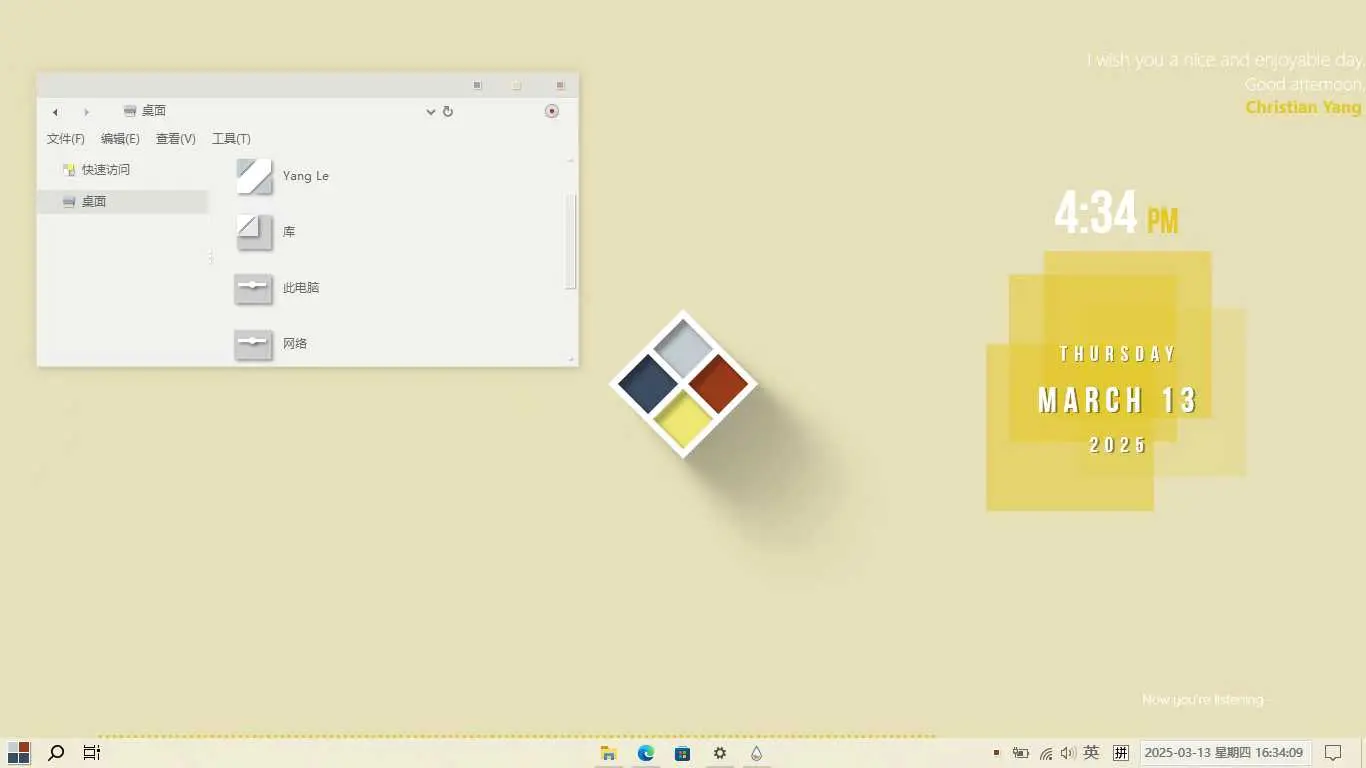 I wish you a nice and enjoyable day.
Good afternoon,
Christian Yang
桌面
文件(F) 编辑(E) 查看(V) 工具(T)
快速访问
桌面
Yang Le
库
此电脑
网络
4:34 PM
THURSDAY
MARCH 13
2025
Now you're listening
英 拼 2025-03-13 星期四 16:34:09